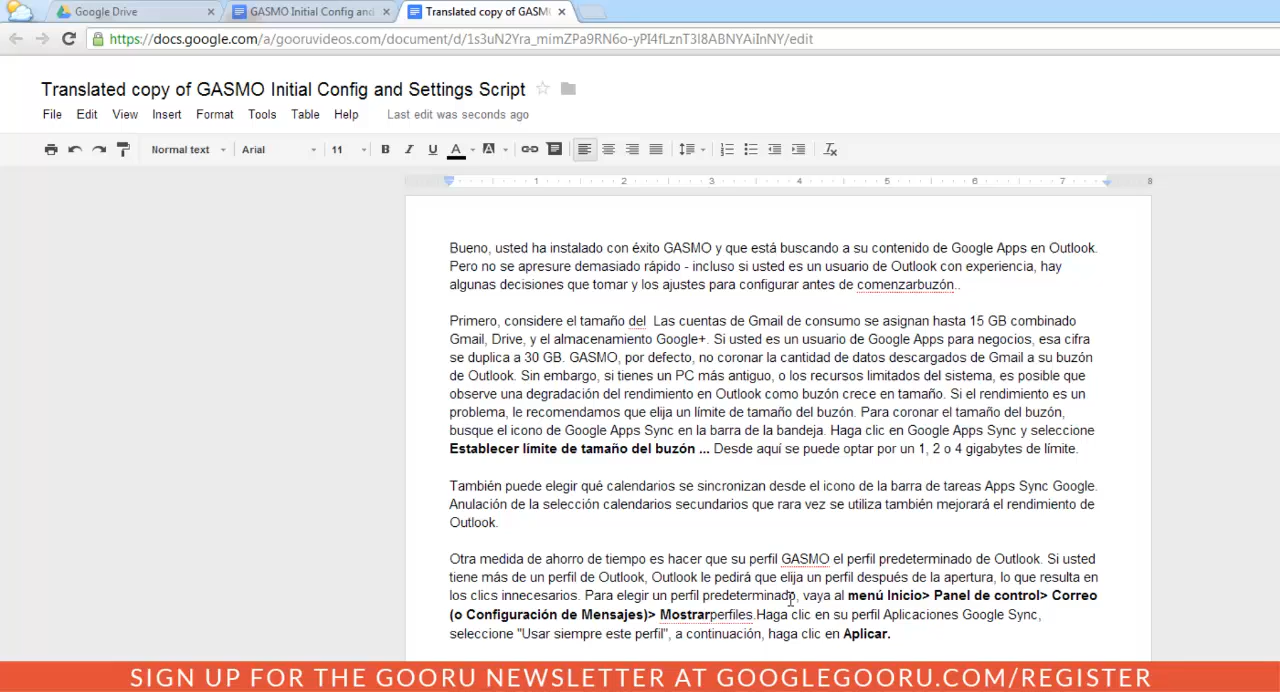 Google Drive
GASMO Initial Config and
Translated copy of GASM
https://docs.google.com/a/gooruvideos.com/document/d/1s3uN2Yra_mimZPa9RN6o-yPI4fLznT3l8ABNYAiInNY/edit
Translated copy of GASMO Initial Config and Settings Script
File Edit View Insert Format Tools Table Help Last edit was seconds ago
Normal text Arial 11 B I U A A
1 2 3 4 5 6 7 8
Bueno, usted ha instalado con éxito GASMO y que está buscando a su contenido de Google Apps en Outlook.
Pero no se apresure demasiado rápido - incluso si usted es un usuario de Outlook con experiencia, hay
algunas decisiones que tomar y los ajustes para configurar antes de comenzarbuzón..
Primero, considere el tamaño del Las cuentas de Gmail de consumo se asignan hasta 15 GB combinado
Gmail, Drive, y el almacenamiento Google+. Si usted es un usuario de Google Apps para negocios, esa cifra
se duplica a 30 GB. GASMO, por defecto, no coronar la cantidad de datos descargados de Gmail a su buzón
de Outlook. Sin embargo, si tienes un PC más antiguo, o los recursos limitados del sistema, es posible que
observe una degradación del rendimiento en Outlook como buzón crece en tamaño. Si el rendimiento es un
problema, le recomendamos que elija un límite de tamaño del buzón. Para coronar el tamaño del buzón,
busque el icono de Google Apps Sync en la barra de la bandeja. Haga clic en Google Apps Sync y seleccione
Establecer límite de tamaño del buzón ... Desde aquí se puede optar por un 1, 2 o 4 gigabytes de límite.
También puede elegir qué calendarios se sincronizan desde el icono de la barra de tareas Apps Sync Google.
Anulación de la selección calendarios secundarios que rara vez se utiliza también mejorará el rendimiento de
Outlook.
Otra medida de ahorro de tiempo es hacer que su perfil GASMO el perfil predeterminado de Outlook. Si usted
tiene más de un perfil de Outlook, Outlook le pedirá que elija un perfil después de la apertura, lo que resulta en
los clics innecesarios. Para elegir un perfil predeterminado, vaya al menú Inicio> Panel de control> Correo
(o Configuración de Mensajes)> Mostrarperfiles.Haga clic en su perfil Aplicaciones Google Sync,
seleccione "Usar siempre este perfil", a continuación, haga clic en Aplicar.
SIGN UP FOR THE GOORU NEWSLETTER AT GOOGLEGOORU.COM/REGISTER